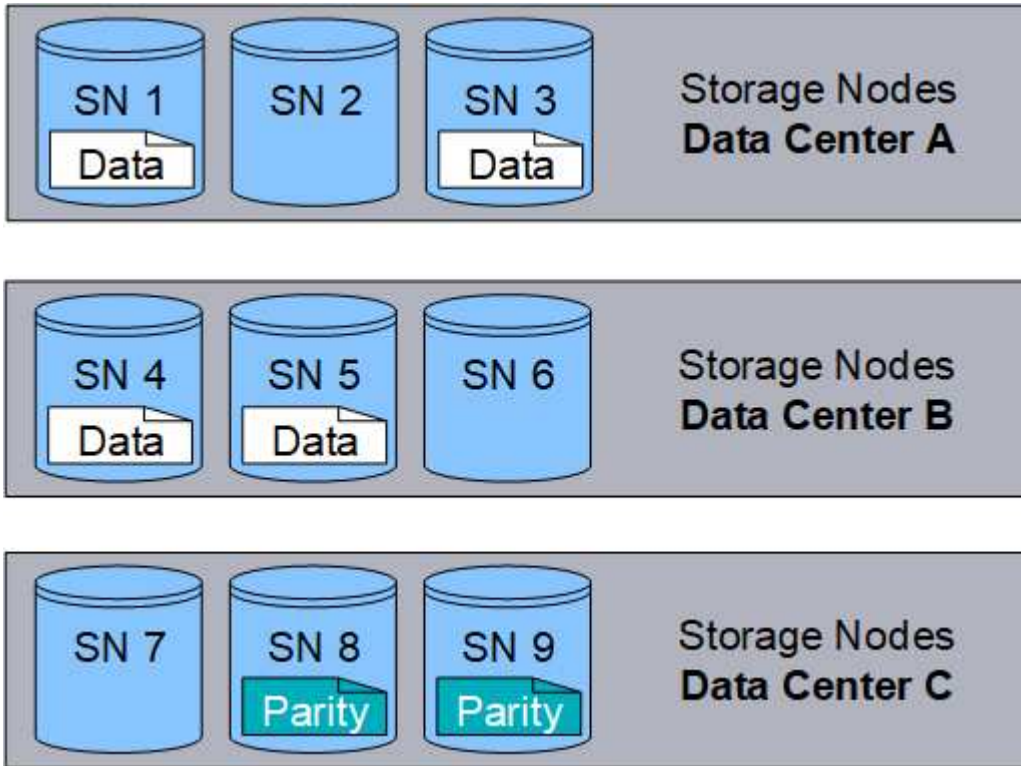 SN 1
Data
SN 2
SN 3
Data
Storage Nodes
Data Center A
SN 4
Data
SN 5
Data
SN 6
Storage Nodes
Data Center B
SN 7
SN 8
Parity
SN 9
Parity
Storage Nodes
Data Center C